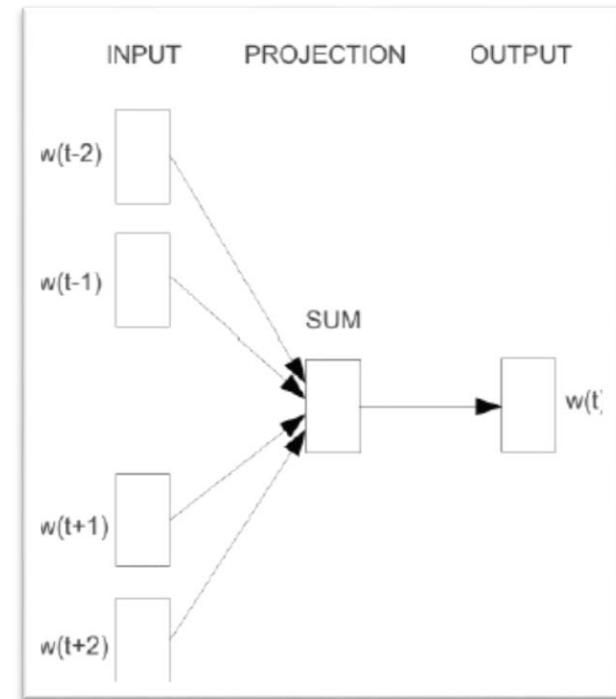 INPUT PROJECTION OUTPUT
w(t-2)
w(t-1)
SUM
w(t)
w(t+1)
w(t+2)